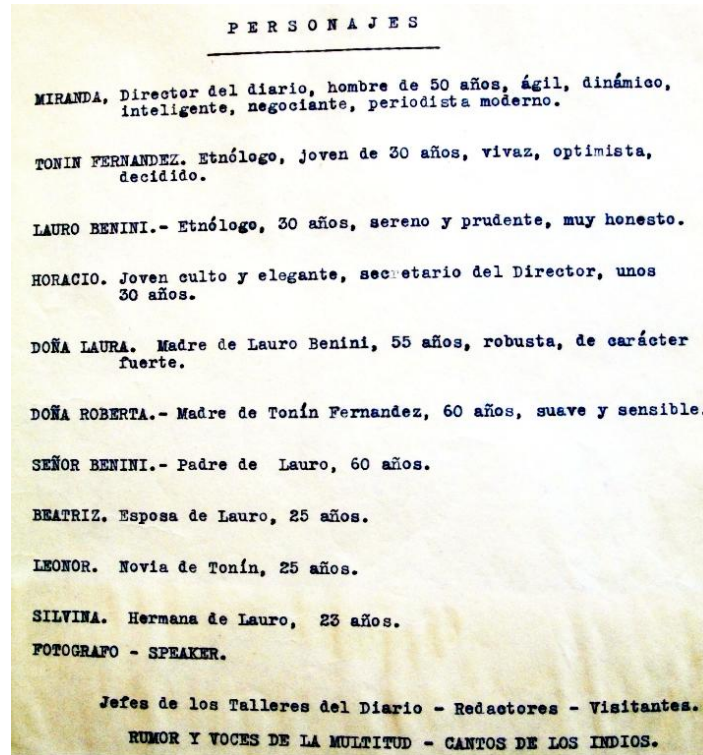 PERSONAJES
MIRANDA, Director del diario, hombre de 50 años, ágil, dinámico,
inteligente, negociante, periodista moderno.
TONIN FERNANDEZ. Etnólogo, joven de 30 años, vivaz, optimista,
decidido.
LAURO BENINI.- Etnólogo, 30 años, sereno y prudente, muy honesto.
HORACIO. Joven culto y elegante, secretario del Director, unos
30 años.
DOÑA LAURA. Madre de Lauro Benini, 55 años, robusta, de carácter
fuerte.
DOÑA ROBERTA.- Madre de Tonín Fernandez, 60 años, suave y sensible.
SEÑOR BENINI.- Padre de Lauro, 60 años.
BEATRIZ. Esposa de Lauro, 25 años.
LEONOR. Novia de Tonín, 25 años.
SILVINA. Hermana de Lauro, 23 años.
FOTOGRAFO - SPEAKER.
Jefes de los Talleres del Diario - Redactores - Visitantes.
RUMOR Y VOCES DE LA MULTITUD - CANTOS DE LOS INDIOS.